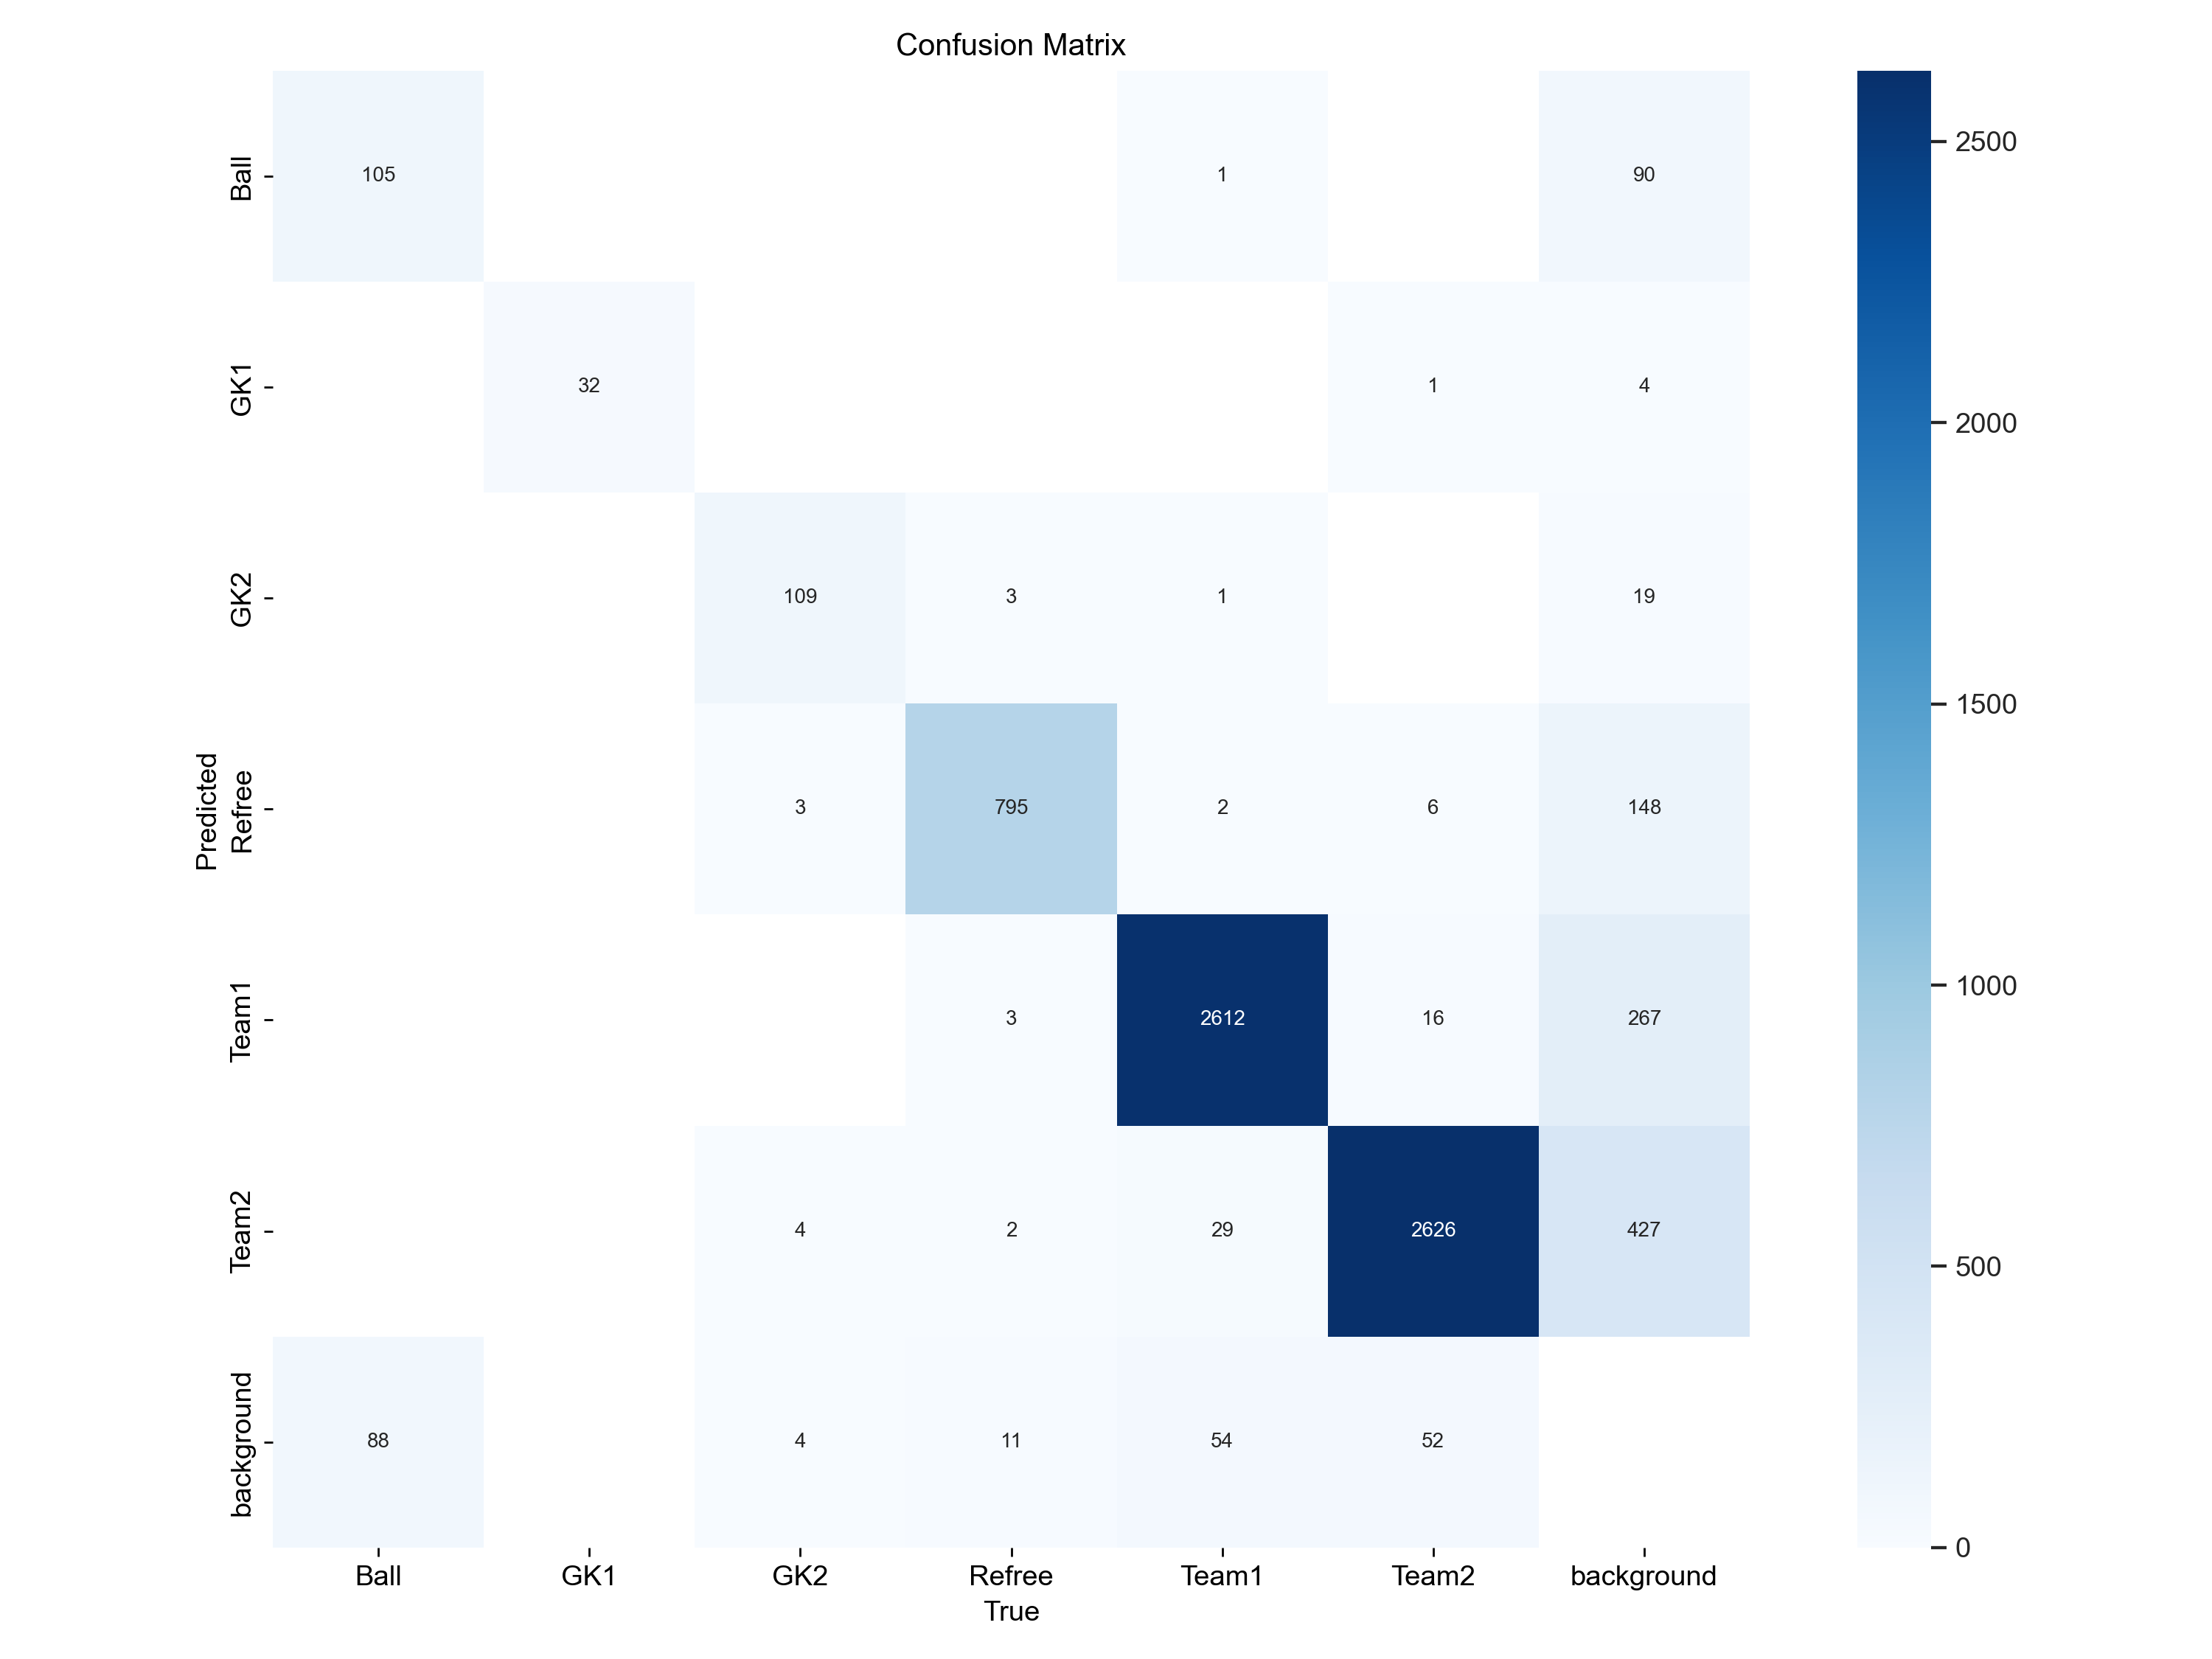 Confusion Matrix
Ball 105 1 90
GK1 32 1 4
GK2 109 3 1 19
Refree 3 795 2 6 148
Team1 3 2612 16 267
Team2 4 2 29 2626 427
background 88 4 11 54 52
Predicted
Ball GK1 GK2 Refree Team1 Team2 background
True
2500
2000
1500
1000
500
0